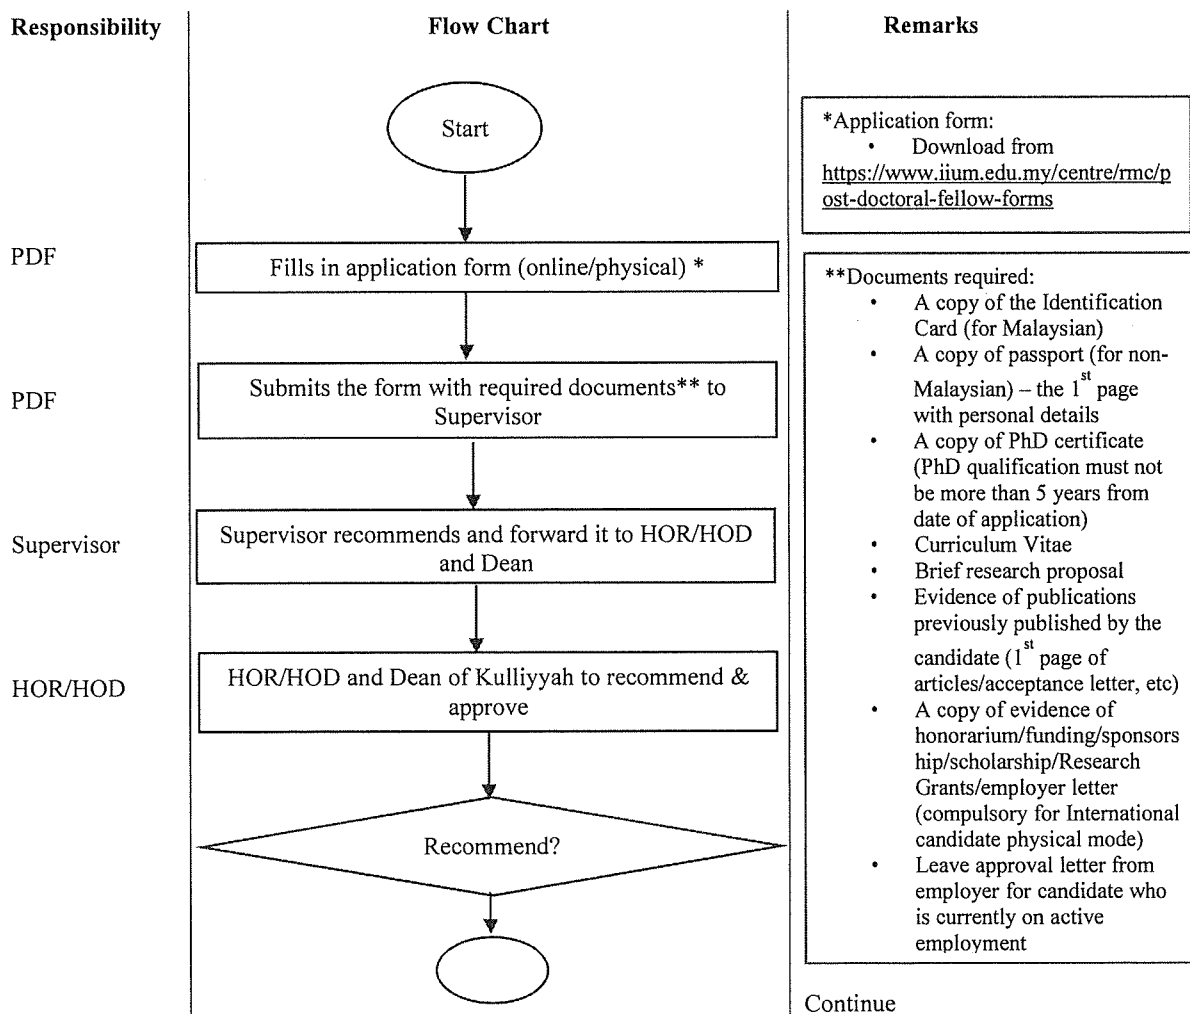 Responsibility
Flow Chart
Remarks
Start
*Application form:
• Download from
https://www.iium.edu.my/centre/rmc/p
ost-doctoral-fellow-forms
PDF
Fills in application form (online/physical) *
**Documents required:
• A copy of the Identification
Card (for Malaysian)
• A copy of passport (for non-
Malaysian) – the 1st page
with personal details
• A copy of PhD certificate
(PhD qualification must not
be more than 5 years from
date of application)
• Curriculum Vitae
• Brief research proposal
• Evidence of publications
previously published by the
candidate (1st page of
articles/acceptance letter, etc)
• A copy of evidence of
honorarium/funding/sponsors
hip/scholarship/Research
Grants/employer letter
(compulsory for International
candidate physical mode)
• Leave approval letter from
employer for candidate who
is currently on active
employment
PDF
Submits the form with required documents** to
Supervisor
Supervisor
Supervisor recommends and forward it to HOR/HOD
and Dean
HOR/HOD
HOR/HOD and Dean of Kulliyyah to recommend &
approve
Recommend?
Continue